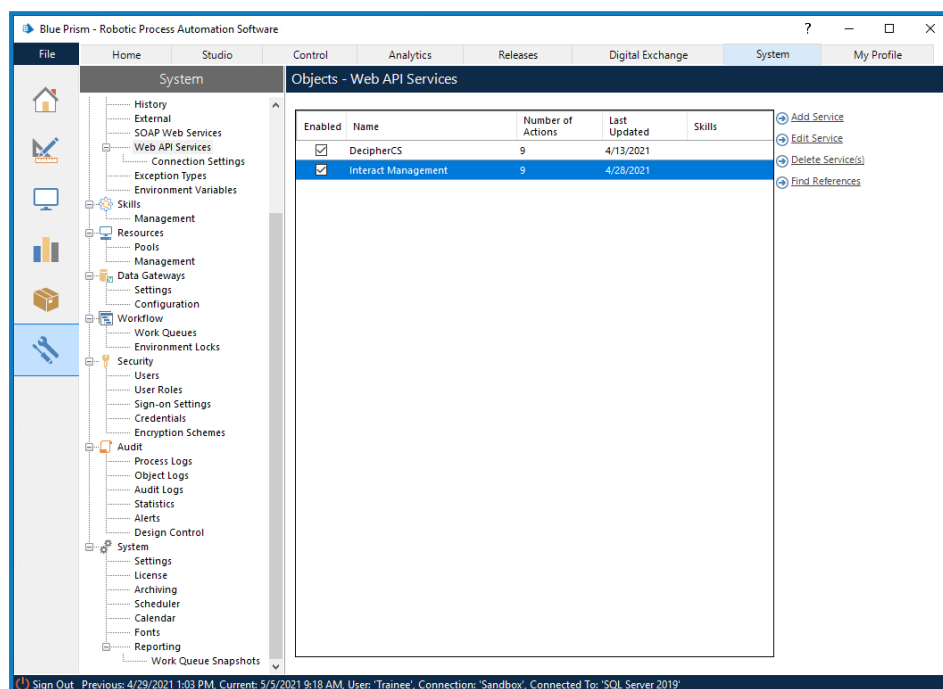 Blue Prism - Robotic Process Automation Software
?
File Home Studio Control Analytics Releases Digital Exchange System My Profile
System
History
External
SOAP Web Services
Web API Services
Connection Settings
Exception Types
Environment Variables
Skills
Management
Resources
Pools
Management
Data Gateways
Settings
Configuration
Workflow
Work Queues
Environment Locks
Security
Users
User Roles
Sign-on Settings
Credentials
Encryption Schemes
Audit
Process Logs
Object Logs
Audit Logs
Statistics
Alerts
Design Control
System
Settings
License
Archiving
Scheduler
Calendar
Fonts
Reporting
Work Queue Snapshots
Objects - Web API Services
Enabled Name Number of Actions Last Updated Skills
DecipherCS 9 4/13/2021
Interact Management 9 4/28/2021
Add Service
Edit Service
Delete Service(s)
Find References
Sign Out Previous: 4/29/2021 1:03 PM, Current: 5/5/2021 9:18 AM, User: 'Trainee', Connection: 'Sandbox', Connected To: 'SQL Server 2019'